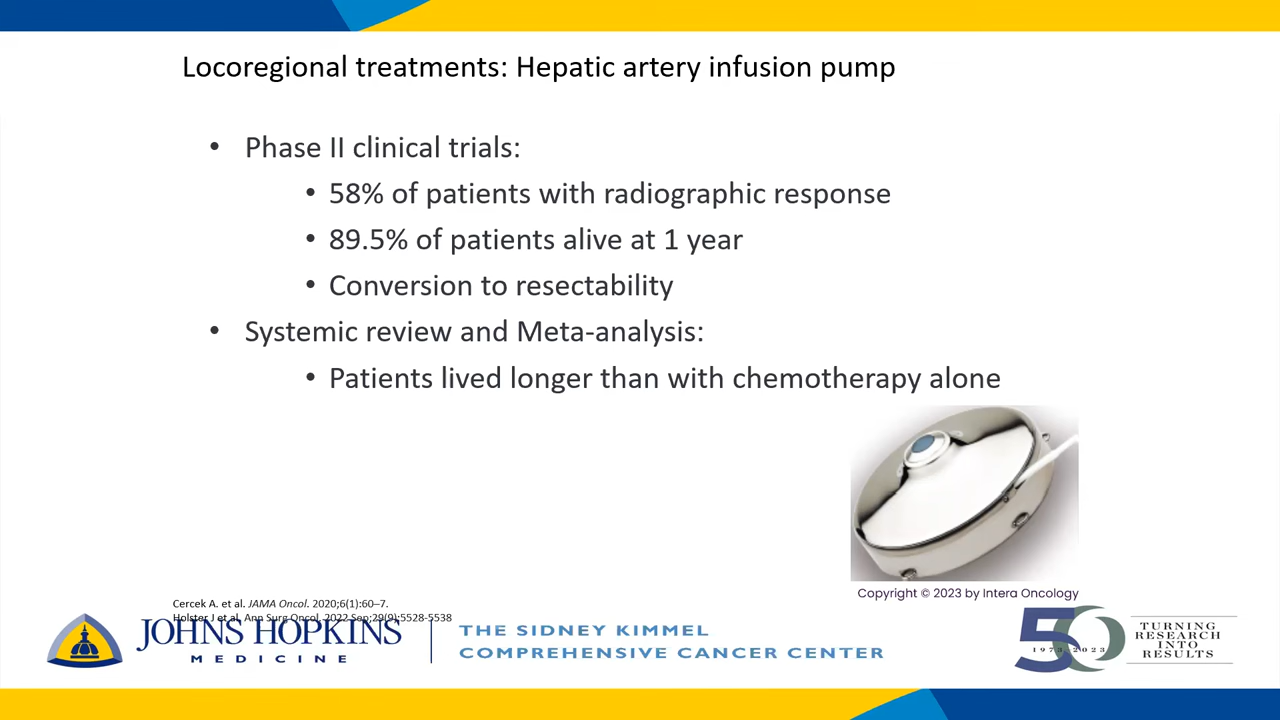 Locoregional treatments: Hepatic artery infusion pump
• Phase II clinical trials:
• 58% of patients with radiographic response
• 89.5% of patients alive at 1 year
• Conversion to resectability
• Systemic review and Meta-analysis:
• Patients lived longer than with chemotherapy alone
Copyright © 2023 by Intera Oncology
Cercek A. et al. JAMA Oncol. 2020;6(1):60–7.
Holster J et al, Ann Surg Oncol. 2022 Sep;29(9):5528-5538
JOHNS HOPKINS
MEDICINE
THE SIDNEY KIMMEL
COMPREHENSIVE CANCER CENTER
50
1973-2023
TURNING
RESEARCH
INTO
RESULTS